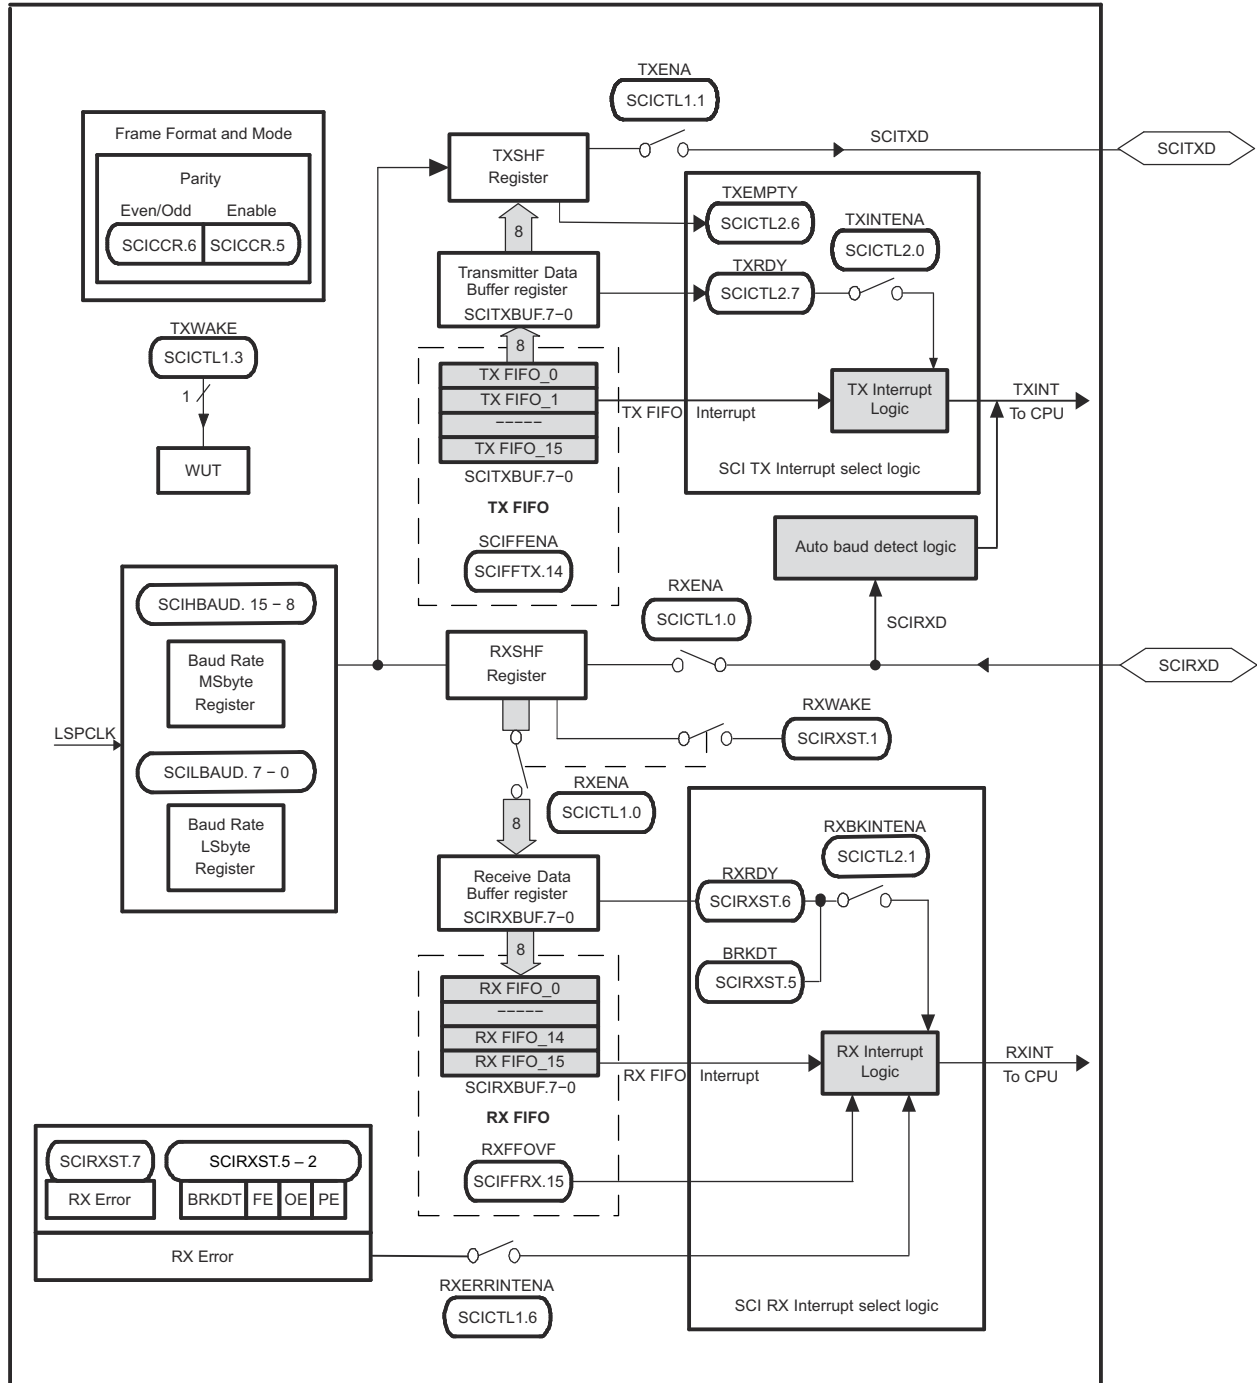 TXENA
SCICTL1.1
Frame Format and Mode
Parity
Even/Odd Enable
SCICCR.6 SCICCR.5
TXSHF
Register
SCITXD
SCITXD
8
TXEMPTY
SCICTL2.6
TXINTENA
SCICTL2.0
TXRDY
SCICTL2.7
Transmitter Data
Buffer register
SCITXBUF.7−0
8
TXWAKE
SCICTL1.3
1
WUT
TX FIFO_0
TX FIFO_1
−−−−−
TX FIFO_15
SCITXBUF.7−0
TX FIFO
SCIFFENA
SCIFFTX.14
TX FIFO Interrupt
TX Interrupt
Logic
TXINT
To CPU
SCI TX Interrupt select logic
Auto baud detect logic
SCIRXD
RXENA
SCICTL1.0
SCIHBAUD. 15 − 8
Baud Rate
MSbyte
Register
LSPCLK
SCILBAUD. 7 − 0
Baud Rate
LSbyte
Register
RXSHF
Register
SCIRXD
RXWAKE
SCIRXST.1
RXENA
SCICTL1.0
8
Receive Data
Buffer register
SCIRXBUF.7−0
8
RXBKINTENA
SCICTL2.1
RXRDY
SCIRXST.6
BRKDT
SCIRXST.5
RX FIFO_0
−−−−−
RX FIFO_14
RX FIFO_15
SCIRXBUF.7−0
RX FIFO
RX FIFO Interrupt
RX Interrupt
Logic
RXINT
To CPU
RXFFOVF
SCIFFRX.15
SCIRXST.7
RX Error
SCIRXST.5 – 2
BRKDT FE OE PE
RX Error
RXERRINTENA
SCICTL1.6
SCI RX Interrupt select logic